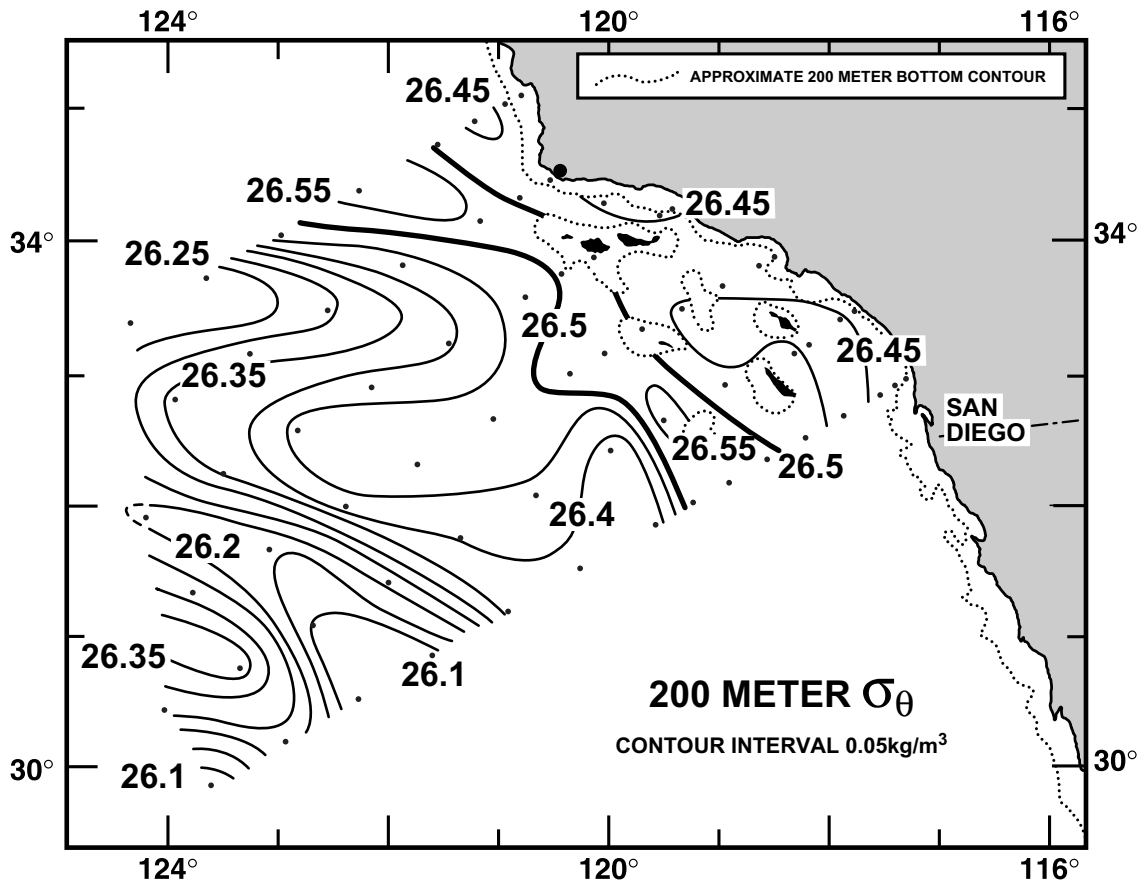 124° 120° 116°
APPROXIMATE 200 METER BOTTOM CONTOUR
26.45
26.55
26.45
34° 34°
26.25
26.5
26.45
26.35
SAN
DIEGO
26.55
26.5
26.4
26.2
26.35
26.1
200 METER σθ
CONTOUR INTERVAL 0.05kg/m³
30° 30°
26.1
124° 120° 116°